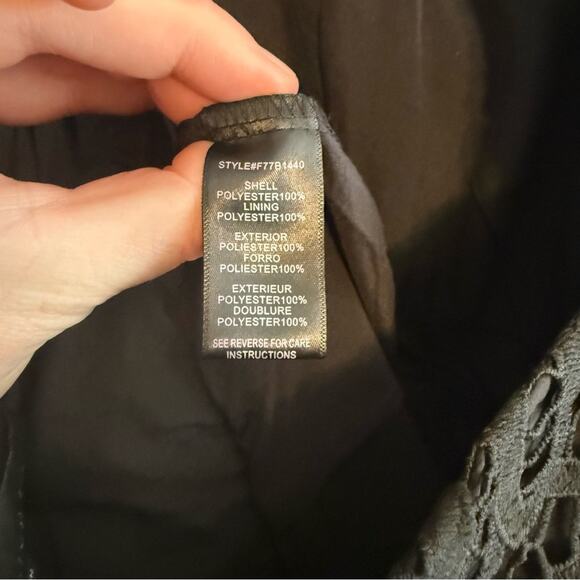 STYLE#F77B1440
SHELL
POLYESTER100%
LINING
POLYESTER100%
EXTERIOR
POLIESTER100%
FORRO
POLIESTER100%
EXTERIEUR
POLYESTER100%
DOUBLURE
POLYESTER100%
SEE REVERSE FOR CARE
INSTRUCTIONS